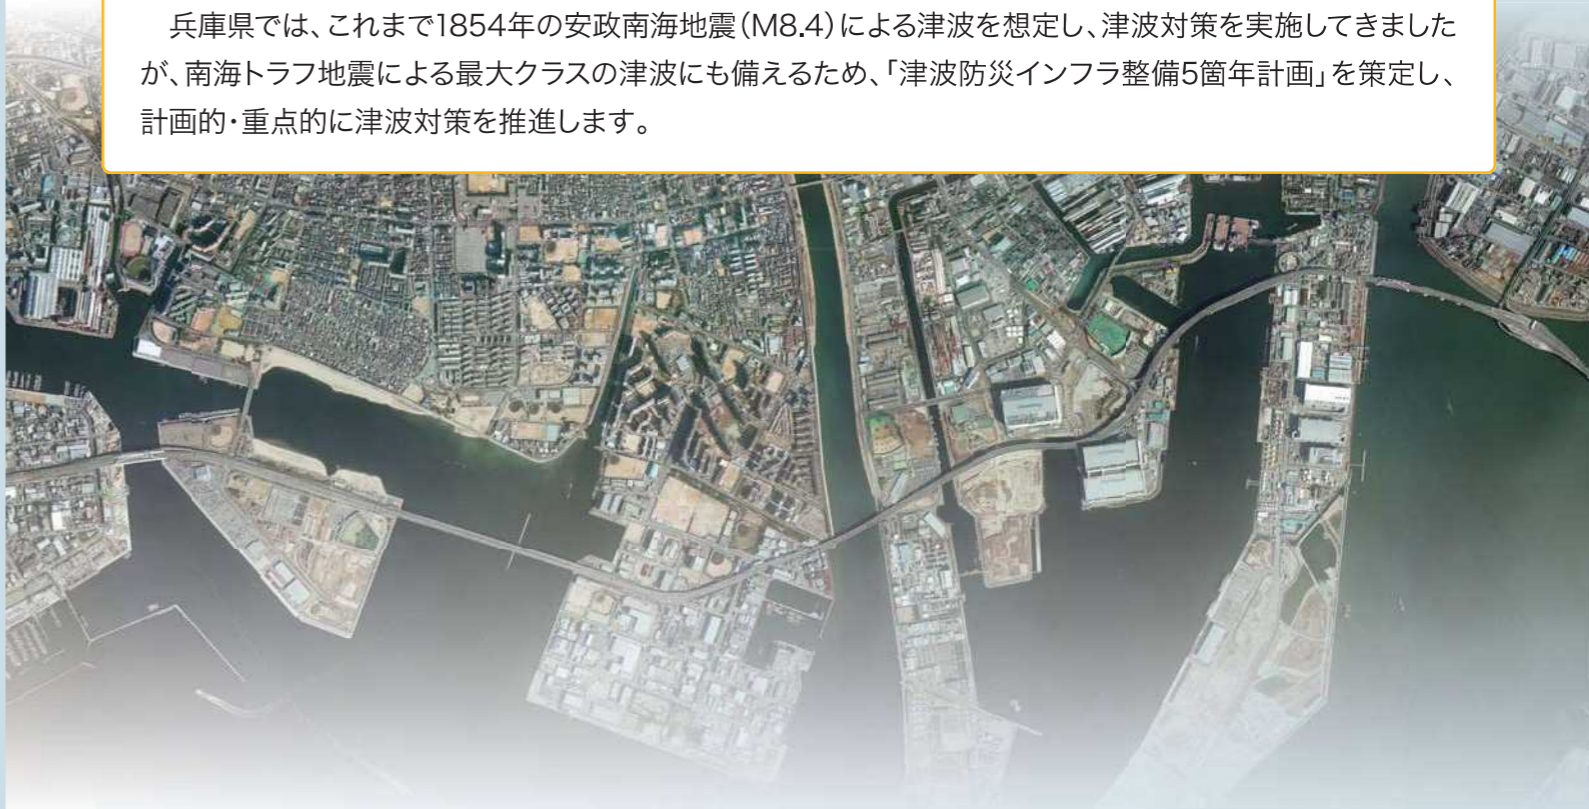 兵庫県では、これまで1854年の安政南海地震（M8.4）による津波を想定し、津波対策を実施してきました
が、南海トラフ地震による最大クラスの津波にも備えるため、「津波防災インフラ整備5箇年計画」を策定し、
計画的・重点的に津波対策を推進します。